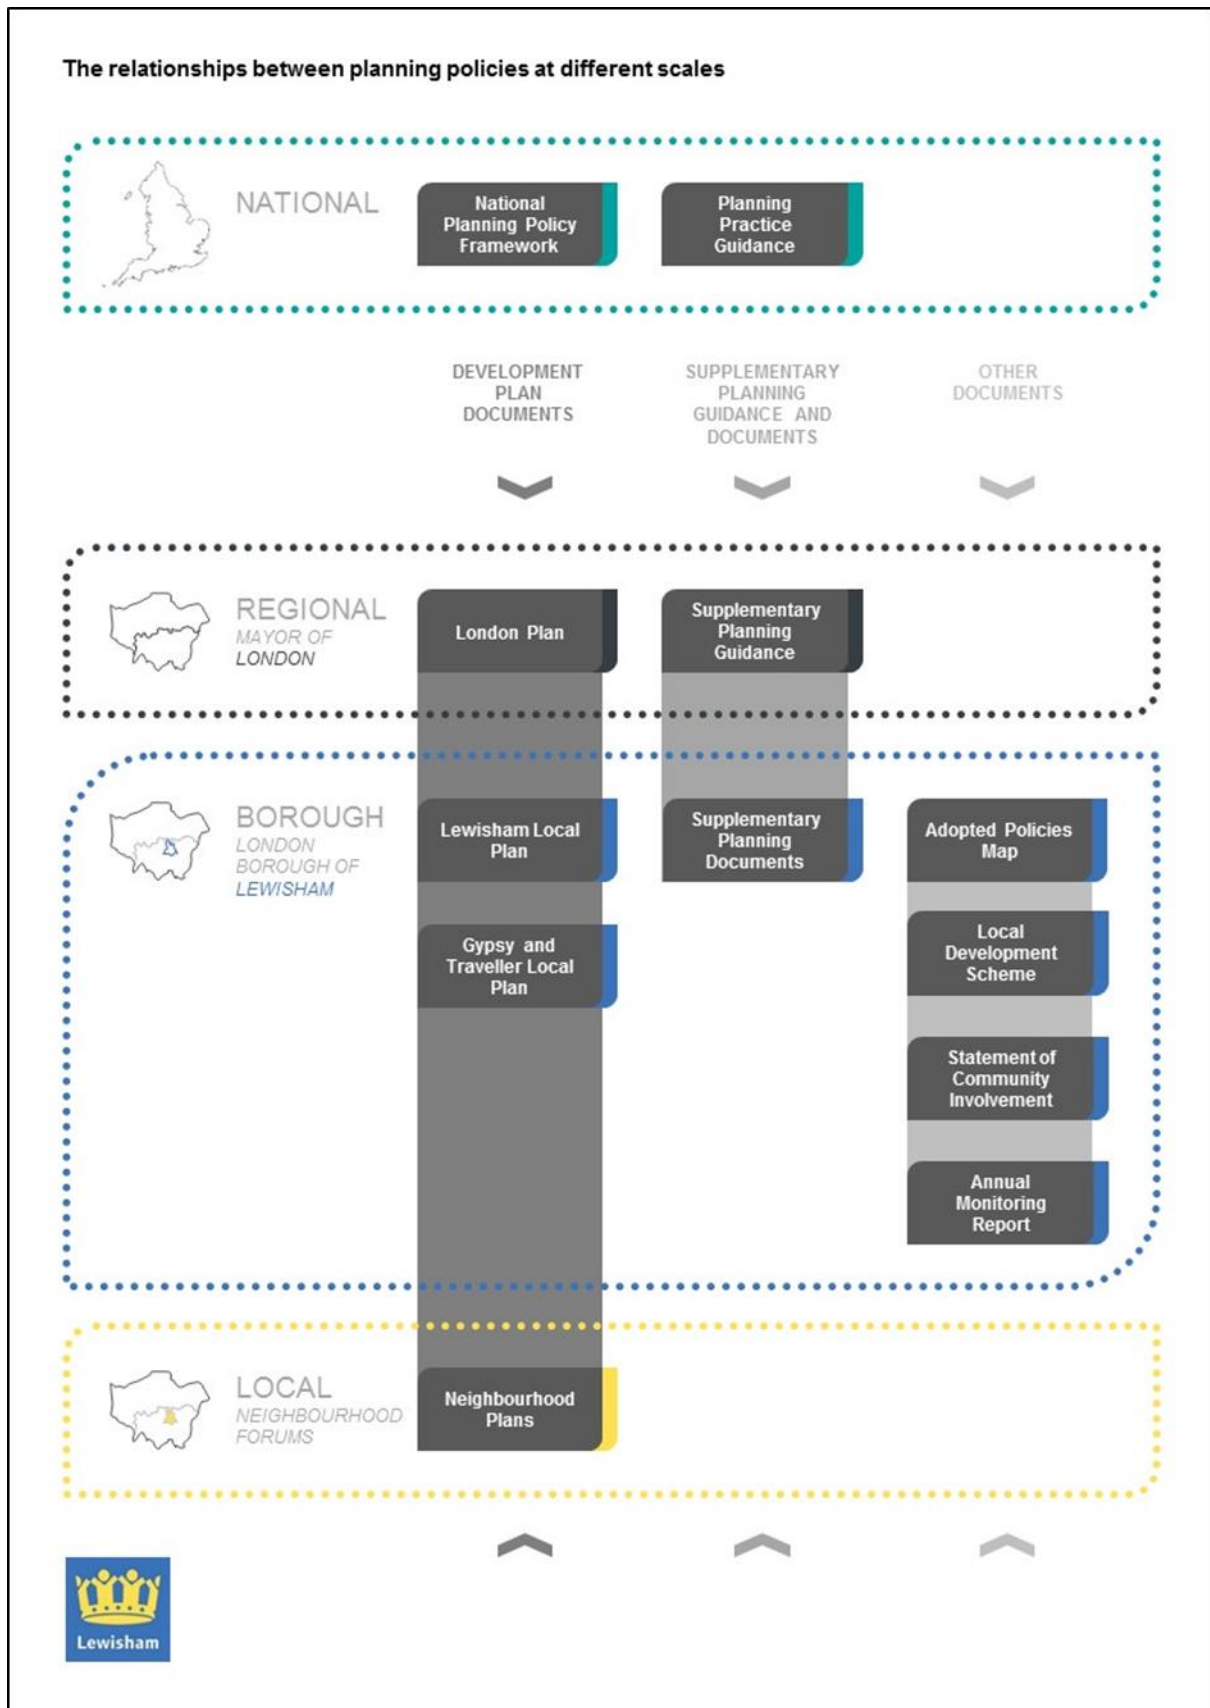 The relationships between planning policies at different scales
NATIONAL
National
Planning Policy
Framework
Planning
Practice
Guidance
DEVELOPMENT
PLAN
DOCUMENTS
SUPPLEMENTARY
PLANNING
GUIDANCE AND
DOCUMENTS
OTHER
DOCUMENTS
REGIONAL
MAYOR OF
LONDON
London Plan
Supplementary
Planning
Guidance
BOROUGH
LONDON
BOROUGH OF
LEWISHAM
Lewisham Local
Plan
Supplementary
Planning
Documents
Adopted Policies
Map
Gypsy and
Traveller Local
Plan
Local
Development
Scheme
Statement of
Community
Involvement
Annual
Monitoring
Report
LOCAL
NEIGHBOURHOOD
FORUMS
Neighbourhood
Plans
Lewisham